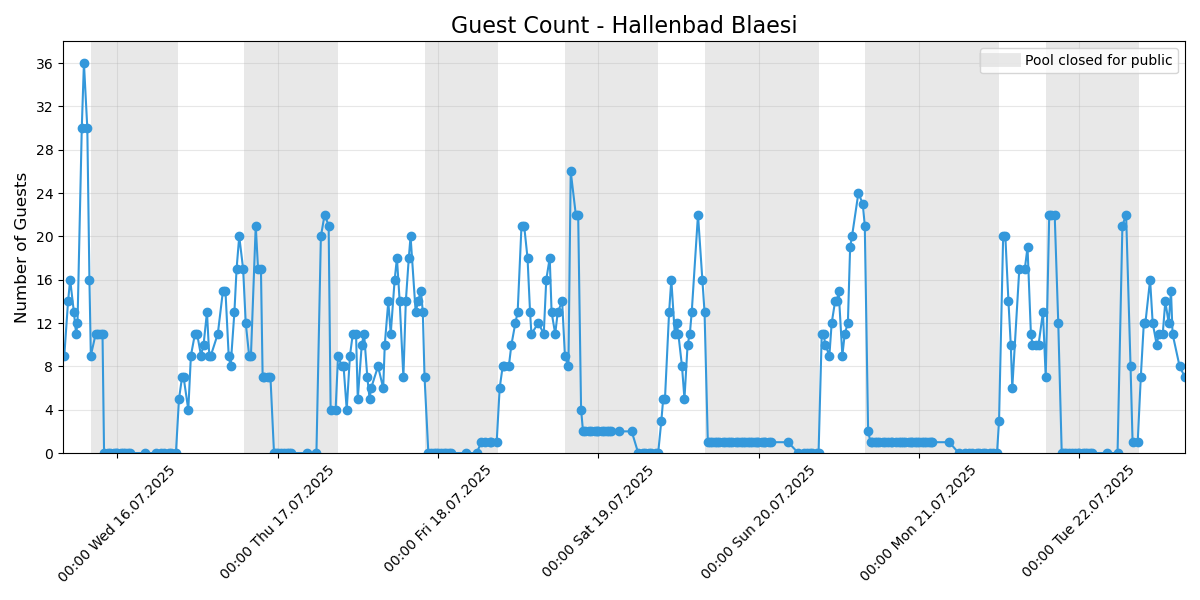 Guest Count - Hallenbad Blaesi
Pool closed for public
Number of Guests
36
32
28
24
20
16
12
8
4
0
00:00 Wed 16.07.2025
00:00 Thu 17.07.2025
00:00 Fri 18.07.2025
00:00 Sat 19.07.2025
00:00 Sun 20.07.2025
00:00 Mon 21.07.2025
00:00 Tue 22.07.2025